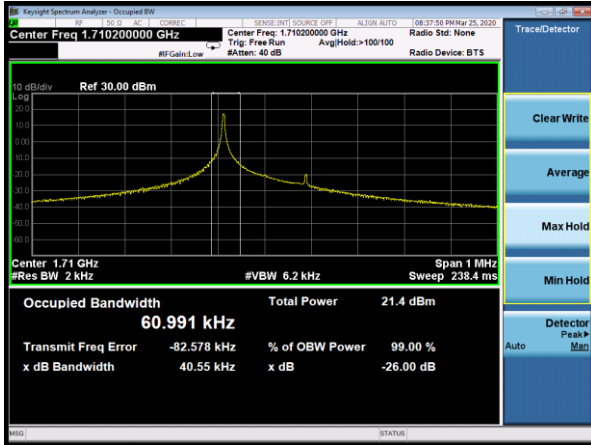 Keysight Spectrum Analyzer - Occupied BW
RF 50 Ω AC CORREC SENSE:INT SOURCE OFF ALIGN AUTO 08:37:50 PM Mar 25, 2020
Center Freq 1.710200000 GHz Center Freq: 1.710200000 GHz Radio Std: None Trace/Detector
Trig: Free Run Avg|Hold:>100/100
#IFGain:Low #Atten: 40 dB Radio Device: BTS
10 dB/div Ref 30.00 dBm
Log
20.0
10.0
0.00
-10.0
-20.0
-30.0
-40.0
-50.0
-60.0
Clear Write
Average
Max Hold
Min Hold
Center 1.71 GHz Span 1 MHz
#Res BW 2 kHz #VBW 6.2 kHz Sweep 238.4 ms
Occupied Bandwidth Total Power 21.4 dBm
60.991 kHz
Transmit Freq Error -82.578 kHz % of OBW Power 99.00 %
x dB Bandwidth 40.55 kHz x dB -26.00 dB
Detector
Peak▶
Auto Man
MSG STATUS